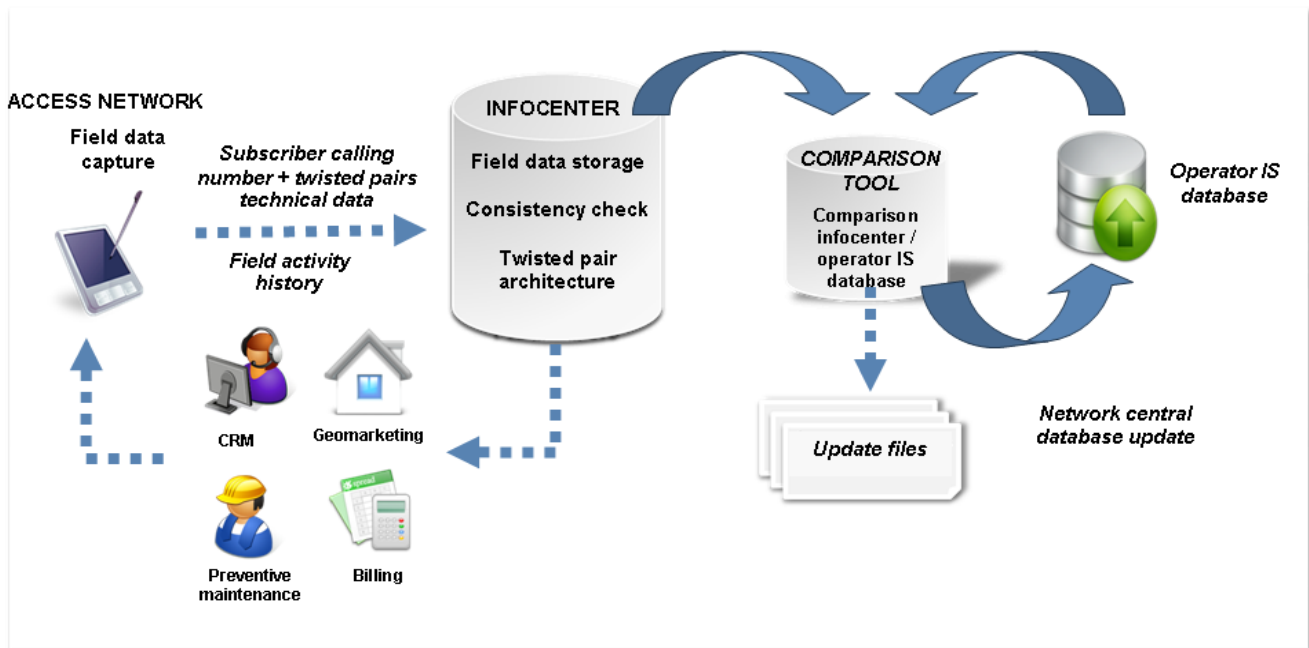 ACCESS NETWORK
Field data
capture
Subscriber calling
number + twisted pairs
technical data
Field activity
history
INFOCENTER
Field data storage
Consistency check
Twisted pair
architecture
COMPARISON
TOOL
Comparison
infocenter /
operator IS
database
Operator IS
database
CRM
Geomarketing
spread
Preventive
maintenance
Billing
Update files
Network central
database update